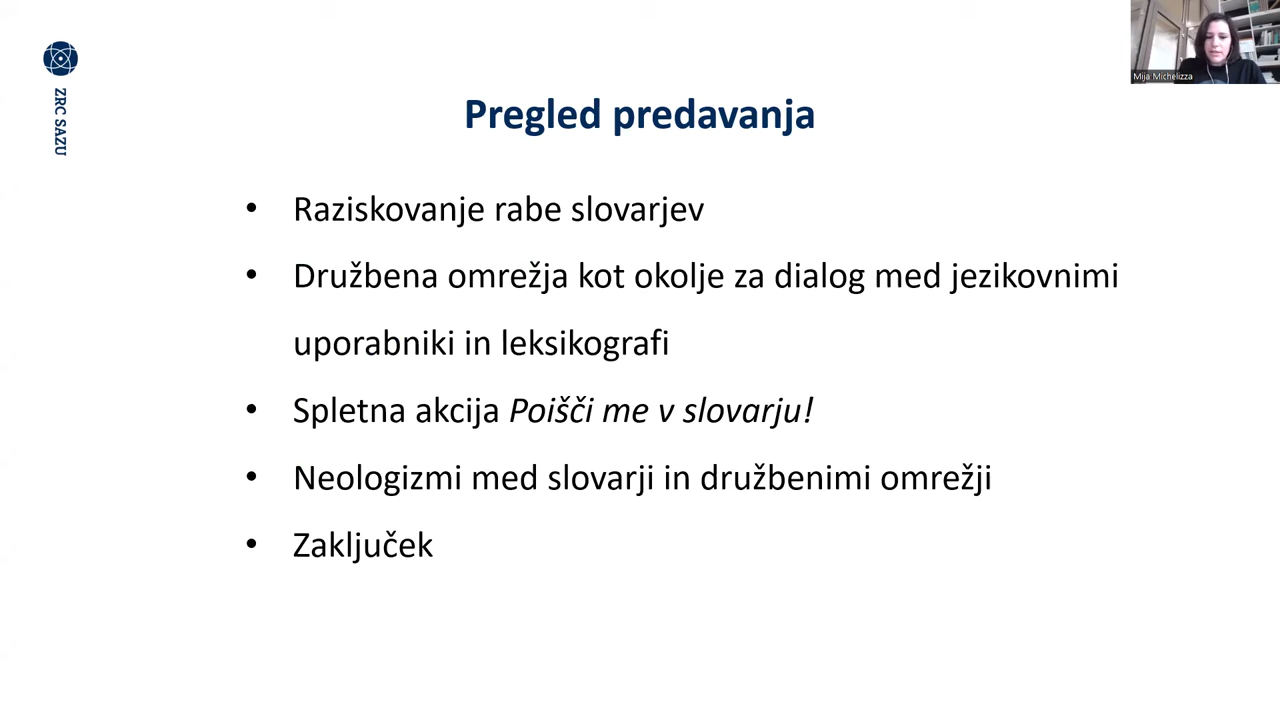 ZRC SAZU
Mija Michelizza
Pregled predavanja
• Raziskovanje rabe slovarjev
• Družbena omrežja kot okolje za dialog med jezikovnimi
uporabniki in leksikografi
• Spletna akcija Poišči me v slovarju!
• Neologizmi med slovarji in družbenimi omrežji
• Zaključek